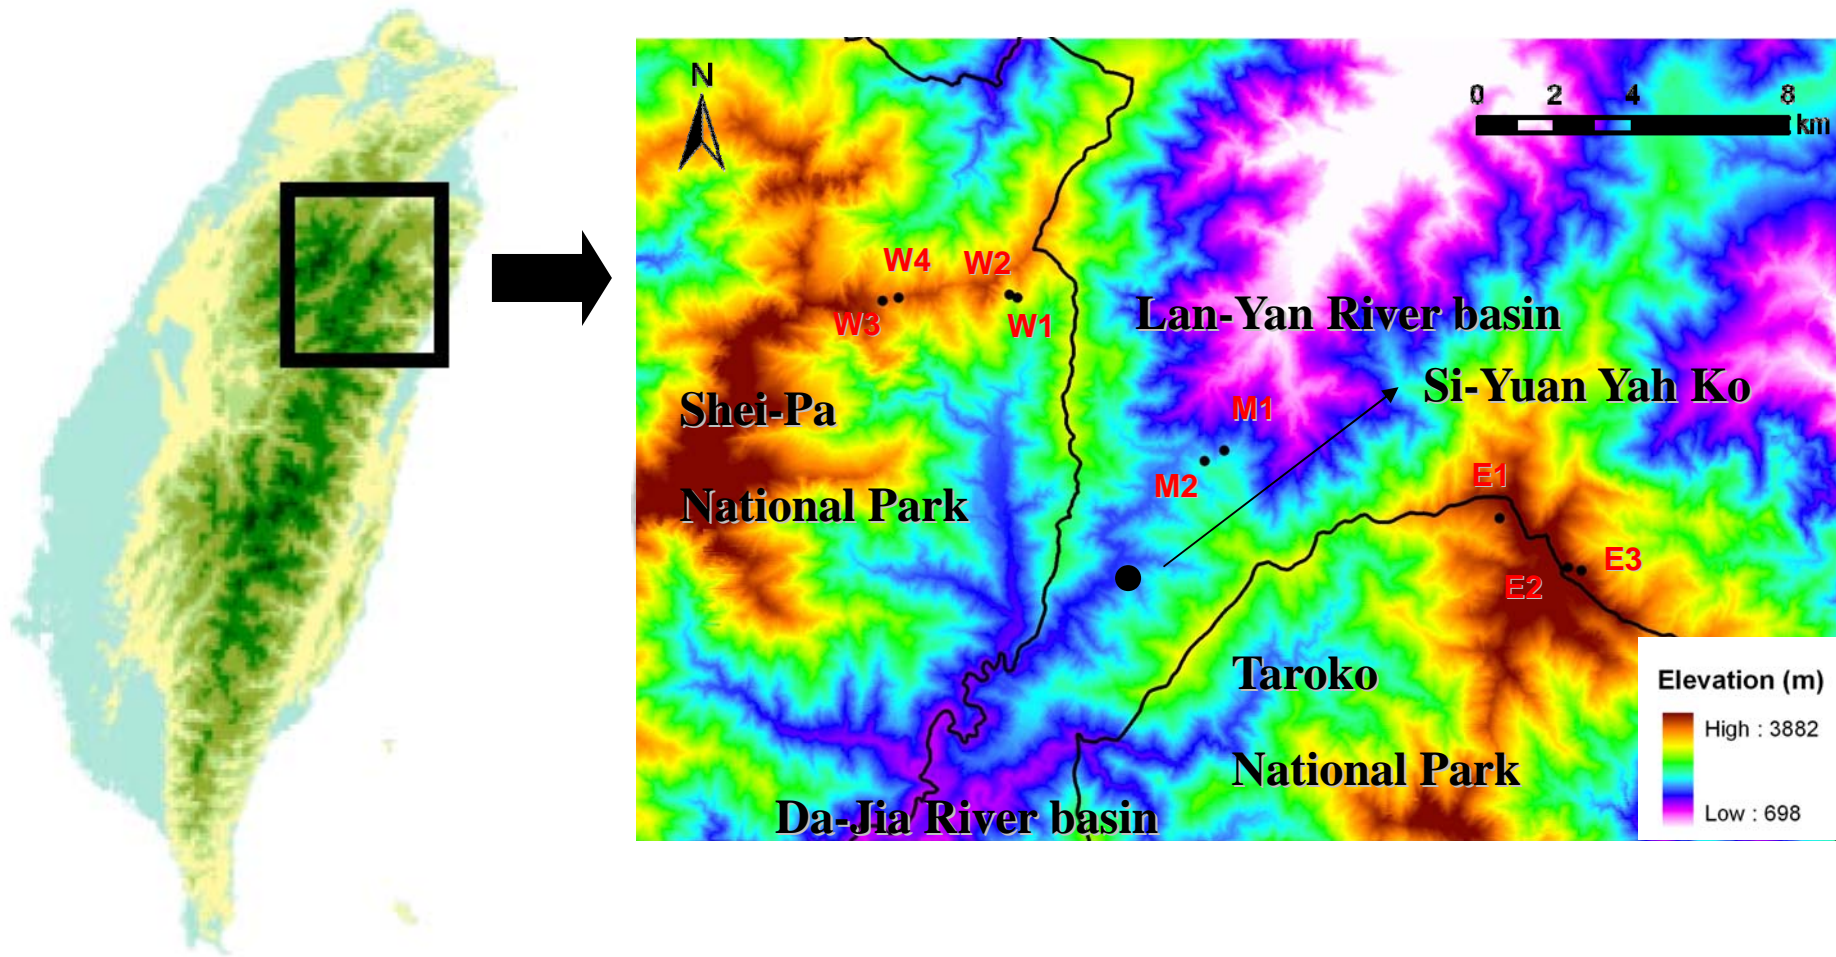 N
0 2 4 8
km
W4 W2
W3 W1
Lan-Yan River basin
Si-Yuan Yah Ko
Shei-Pa
M1
M2
E1
National Park
E3
E2
Taroko
National Park
Da-Jia River basin
Elevation (m)
High : 3882
Low : 698